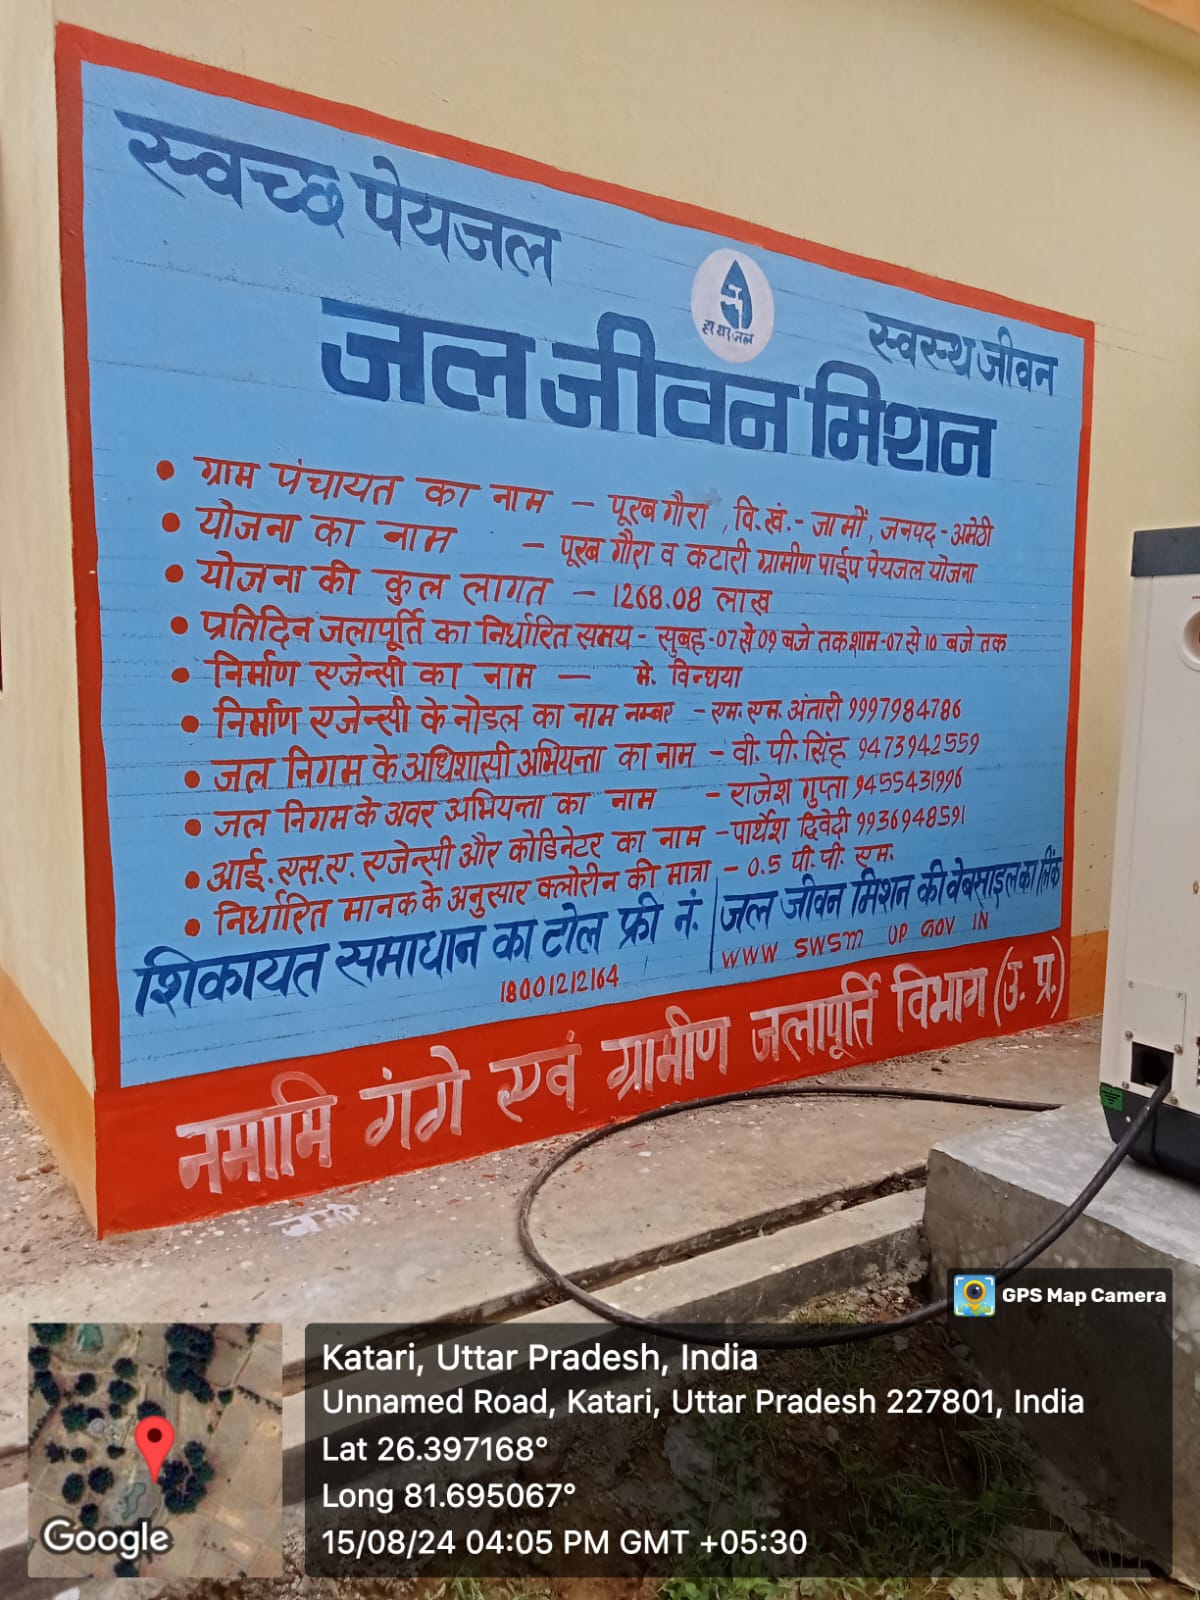 स्वच्छ पेयजल
हर घर जल
स्वस्थ जीवन
जल जीवन मिशन
• ग्राम पंचायत का नाम – पूरब गौरा, वि.खं.- जामों, जनपद - अमेठी
• योजना का नाम – पूरब गौरा व कटारी ग्रामीण पाईप पेयजल योजना
• योजना की कुल लागत – 1268.08 लाख
• प्रतिदिन जलापूर्ति का निर्धारित समय - सुबह -07 से 09 बजे तक शाम -07 से 10 बजे तक
• निर्माण एजेन्सी का नाम – मे. विन्धया
• निर्माण एजेन्सी के नोडल का नाम नम्बर – एम. एम. अंतारी 9997984786
• जल निगम के अधिशासी अभियन्ता का नाम – वी. पी. सिंह 9473942559
• जल निगम के अवर अभियन्ता का नाम – राजेश गुप्ता 9455431996
• आई. एस. ए. एजेन्सी और कोडिनेटर का नाम – पार्थेश द्विवेदी 9936948591
• निर्धारित मानक के अनुसार क्लोरीन की मात्रा – 0.5 पी. पी. एम.
शिकायत समाधान का टोल फ्री नं.
18001212164
जल जीवन मिशन की वेबसाइल का लिंक
WWW SWSM UP GOV IN
नमामि गंगे एवं ग्रामीण जलापूर्ति विभाग (उ. प्र.)
GPS Map Camera
Google
Katari, Uttar Pradesh, India
Unnamed Road, Katari, Uttar Pradesh 227801, India
Lat 26.397168°
Long 81.695067°
15/08/24 04:05 PM GMT +05:30